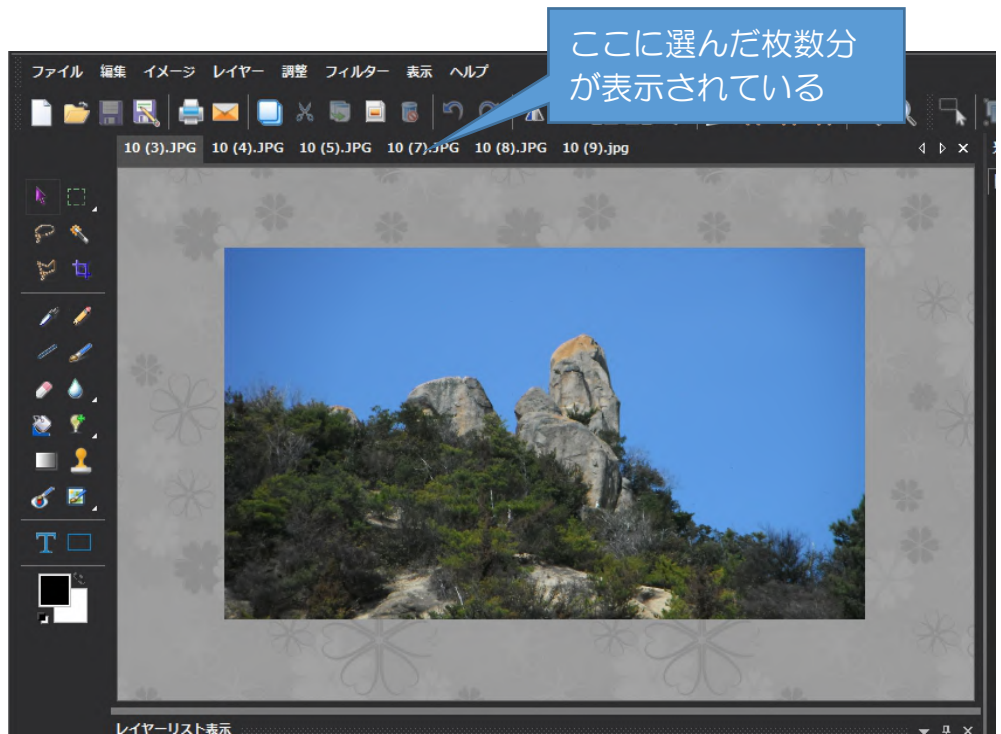 ここに選んだ枚数分
が表示されている
ファイル 編集 イメージ レイヤー 調整 フィルター 表示 ヘルプ
10 (3).JPG 10 (4).JPG 10 (5).JPG 10 (7).JPG 10 (8).JPG 10 (9).jpg
レイヤーリスト表示